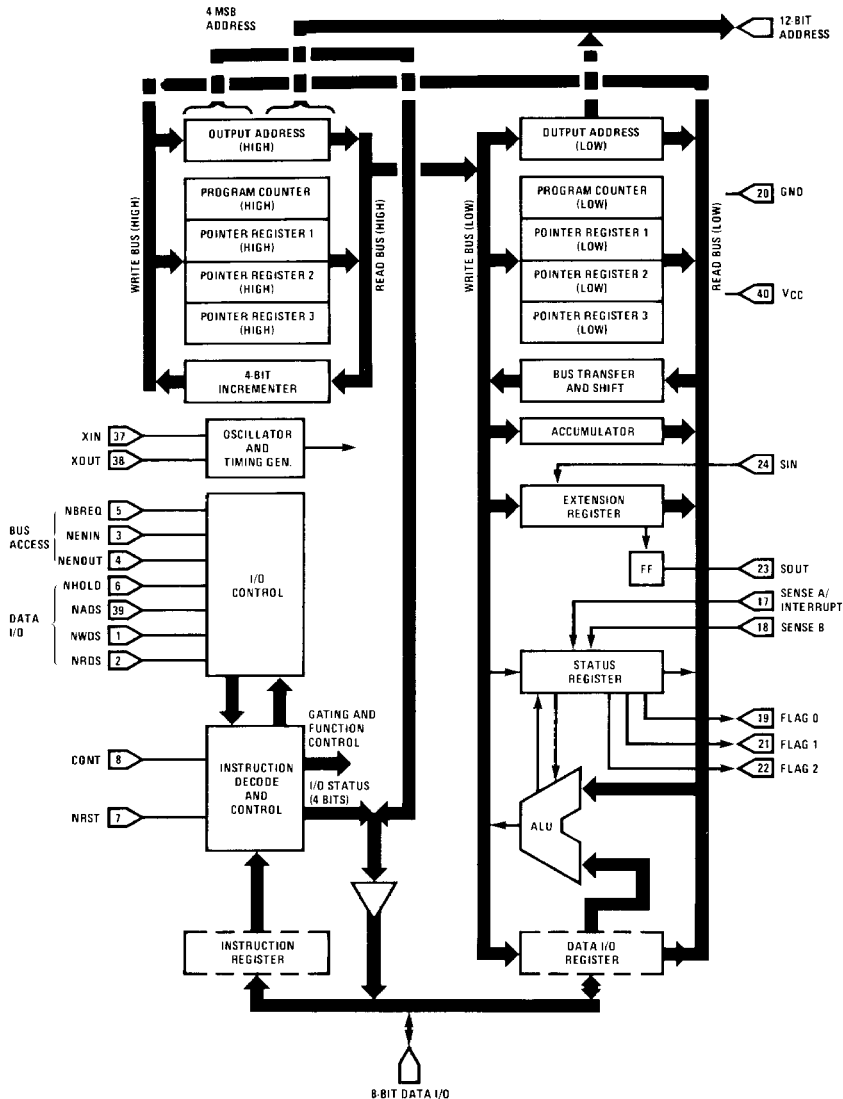 4 MSB
ADDRESS
12-BIT
ADDRESS
OUTPUT ADDRESS
(HIGH)
OUTPUT ADDRESS
(LOW)
WRITE BUS (HIGH)
PROGRAM COUNTER
(HIGH)
POINTER REGISTER 1
(HIGH)
POINTER REGISTER 2
(HIGH)
POINTER REGISTER 3
(HIGH)
READ BUS (HIGH)
WRITE BUS (LOW)
PROGRAM COUNTER
(LOW)
POINTER REGISTER 1
(LOW)
POINTER REGISTER 2
(LOW)
POINTER REGISTER 3
(LOW)
READ BUS (LOW)
20 GND
40 VCC
4-BIT
INCREMENTER
BUS TRANSFER
AND SHIFT
XIN 37
XOUT 38
OSCILLATOR
AND
TIMING GEN.
ACCUMULATOR
24 SIN
EXTENSION
REGISTER
BUS
ACCESS
NBREQ 5
NENIN 3
NENOUT 4
DATA
I/O
NHOLD 6
NADS 39
NWDS 1
NRDS 2
I/O
CONTROL
FF
23 SOUT
17 SENSE A/
INTERRUPT
18 SENSE B
STATUS
REGISTER
19 FLAG 0
21 FLAG 1
22 FLAG 2
GATING AND
FUNCTION
CONTROL
CONT 8
NRST 7
INSTRUCTION
DECODE
AND
CONTROL
I/O STATUS
(4 BITS)
ALU
INSTRUCTION
REGISTER
DATA I/O
REGISTER
8-BIT DATA I/O